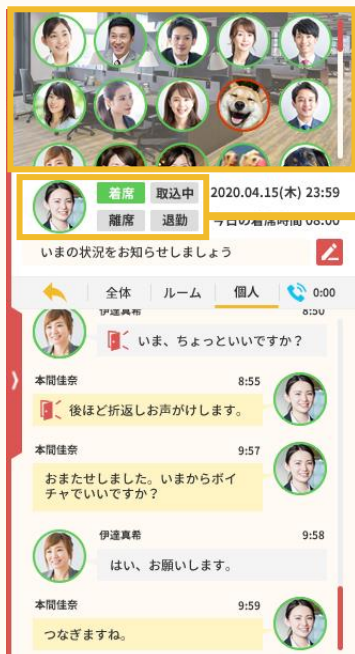 着席 取込中 2020.04.15(木) 23:59
離席 退勤 今日の着席時間 08:00
いまの状況をお知らせしましょう
全体 ルーム 個人 0:00
伊達真希 8:50
いま、ちょっといいですか？
本間佳奈 8:55
後ほど折返しお声がけします。
本間佳奈 9:57
おまたせしました。いまからボイ
チャでいいですか？
伊達真希 9:58
はい、お願いします。
本間佳奈 9:59
つなぎますね。